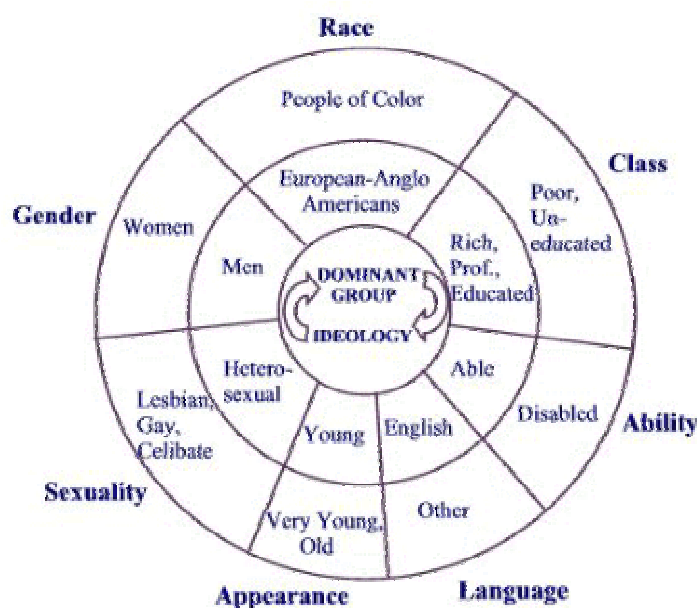 Race
People of Color
European-Anglo
Americans
Class
Poor,
Un-
educated
Rich,
Prof.,
Educated
Gender
Women
Men
DOMINANT
GROUP
IDEOLOGY
Able
Disabled
Ability
Hetero-
sexual
Lesbian,
Gay,
Celibate
Sexuality
Young
Very Young,
Old
Appearance
English
Other
Language